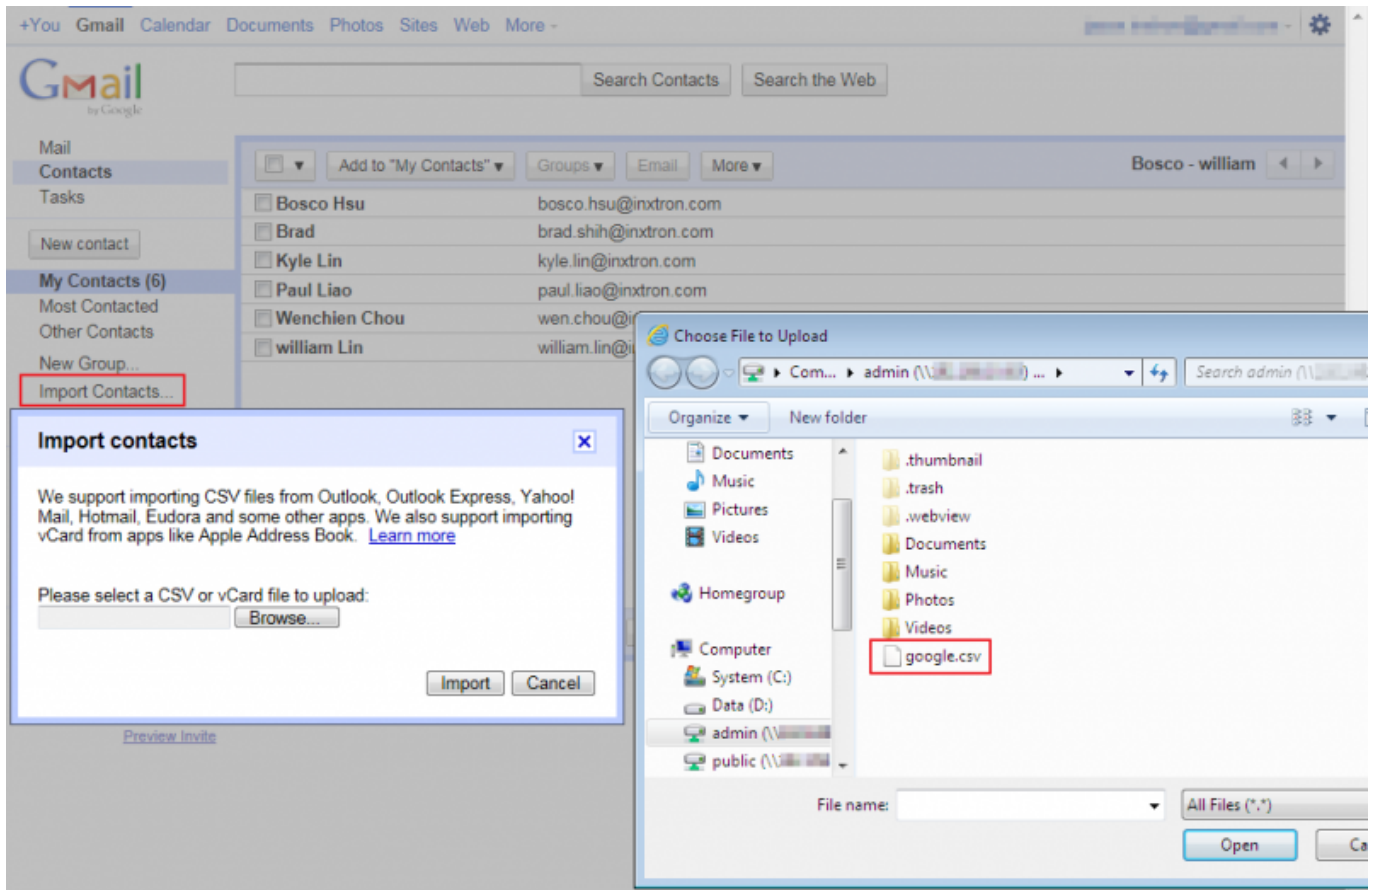 +You Gmail Calendar Documents Photos Sites Web More
Gmail
by Google
Search Contacts Search the Web
Mail
Contacts
Tasks
Add to "My Contacts" Groups Email More Bosco - william
New contact
My Contacts (6)
Most Contacted
Other Contacts
New Group...
Import Contacts...
Bosco Hsu bosco.hsu@inxtron.com
Brad brad.shih@inxtron.com
Kyle Lin kyle.lin@inxtron.com
Paul Liao paul.liao@inxtron.com
Wenchien Chou wen.chou@i
william Lin william.lin@i
Import contacts
We support importing CSV files from Outlook, Outlook Express, Yahoo!
Mail, Hotmail, Eudora and some other apps. We also support importing
vCard from apps like Apple Address Book. Learn more
Please select a CSV or vCard file to upload:
Browse...
Import Cancel
Preview Invite
Choose File to Upload
Com... admin (\\ ) ... Search admin (\\
Organize New folder
Documents
Music
Pictures
Videos
Homegroup
Computer
System (C:)
Data (D:)
admin (\\
public (\\
.thumbnail
.trash
.webview
Documents
Music
Photos
Videos
google.csv
File name: All Files (*.*)
Open Ca